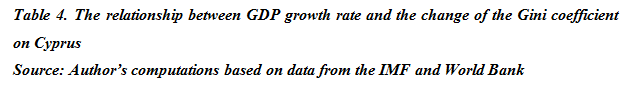 Table 4. The relationship between GDP growth rate and the change of the Gini coefficient
on Cyprus
Source: Author's computations based on data from the IMF and World Bank